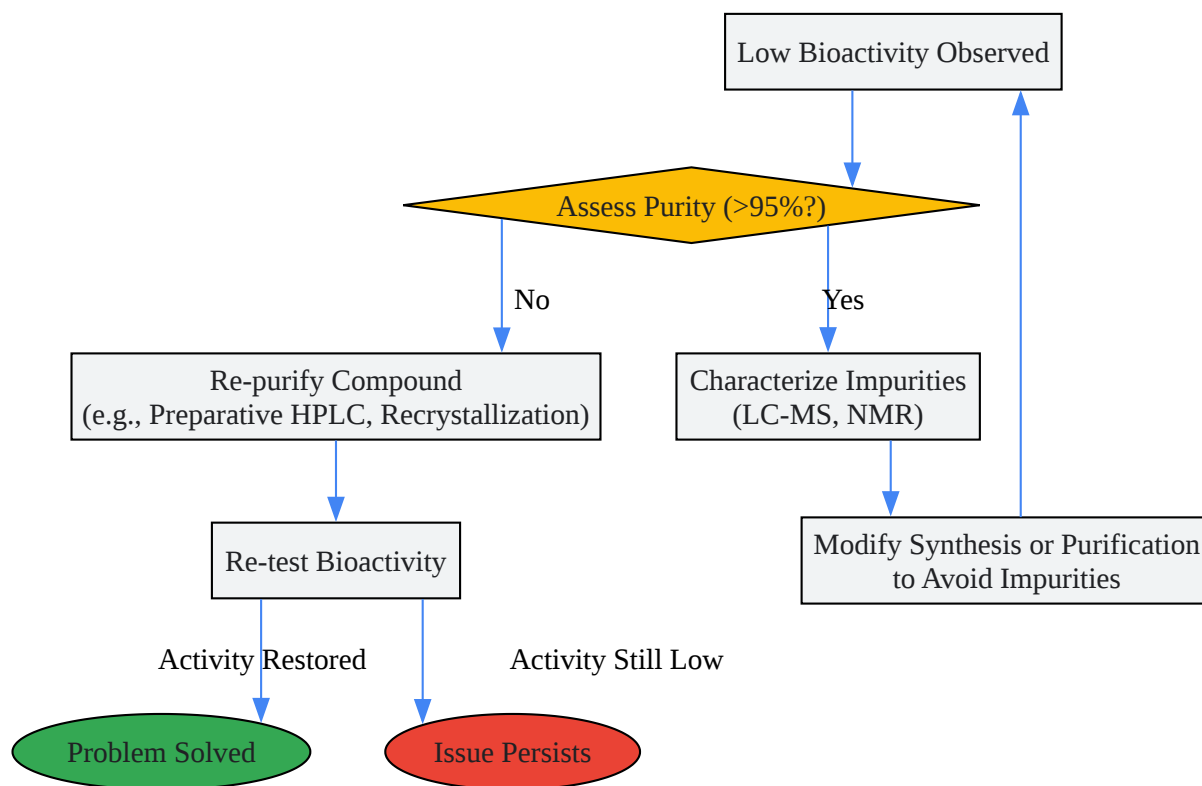 Low Bioactivity Observed
Assess Purity (>95%?)
No
Yes
Re-purify Compound
(e.g., Preparative HPLC, Recrystallization)
Characterize Impurities
(LC-MS, NMR)
Re-test Bioactivity
Modify Synthesis or Purification
to Avoid Impurities
Activity Restored
Activity Still Low
Problem Solved
Issue Persists